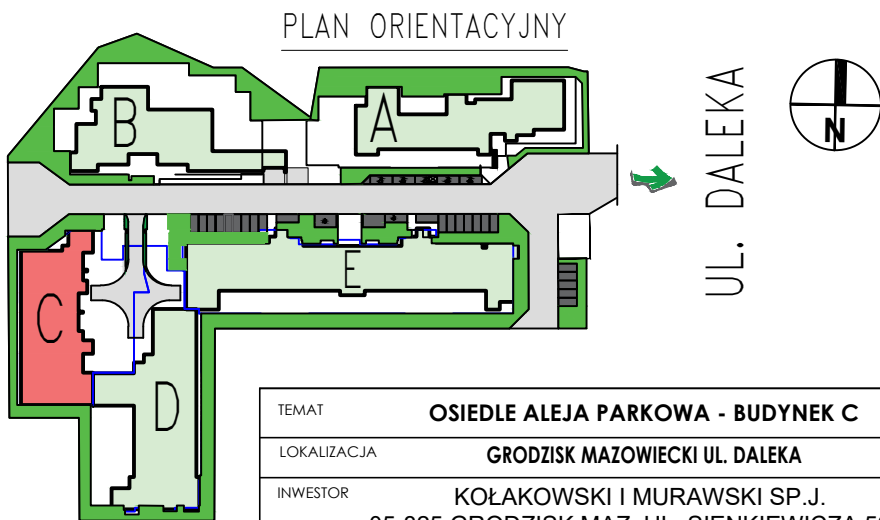 PLAN ORIENTACYJNY
B
A
UL. DALEKA
N
C
E
D
TEMAT OSIEDLE ALEJA PARKOWA - BUDYNEK C
LOKALIZACJA GRODZISK MAZOWIECKI UL. DALEKA
INWESTOR KOŁAKOWSKI I MURAWSKI SP.J.